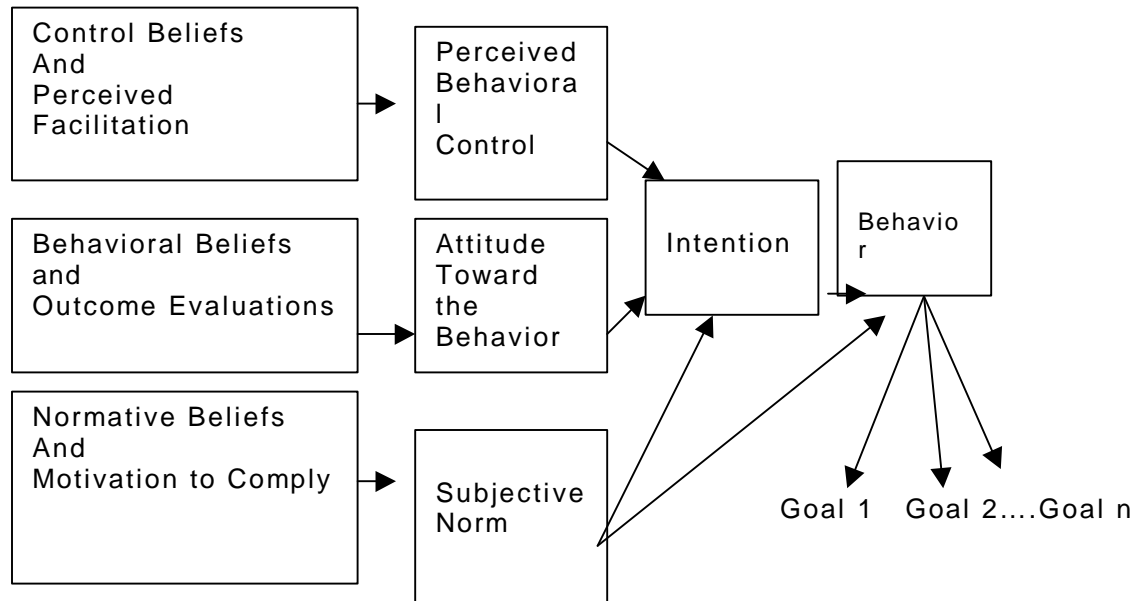 Control Beliefs
And
Perceived
Facilitation
Perceived
Behaviora
l
Control
Behavioral Beliefs
and
Outcome Evaluations
Attitude
Toward
the
Behavior
Intention
Behavio
r
Normative Beliefs
And
Motivation to Comply
Subjective
Norm
Goal 1 Goal 2....Goal n